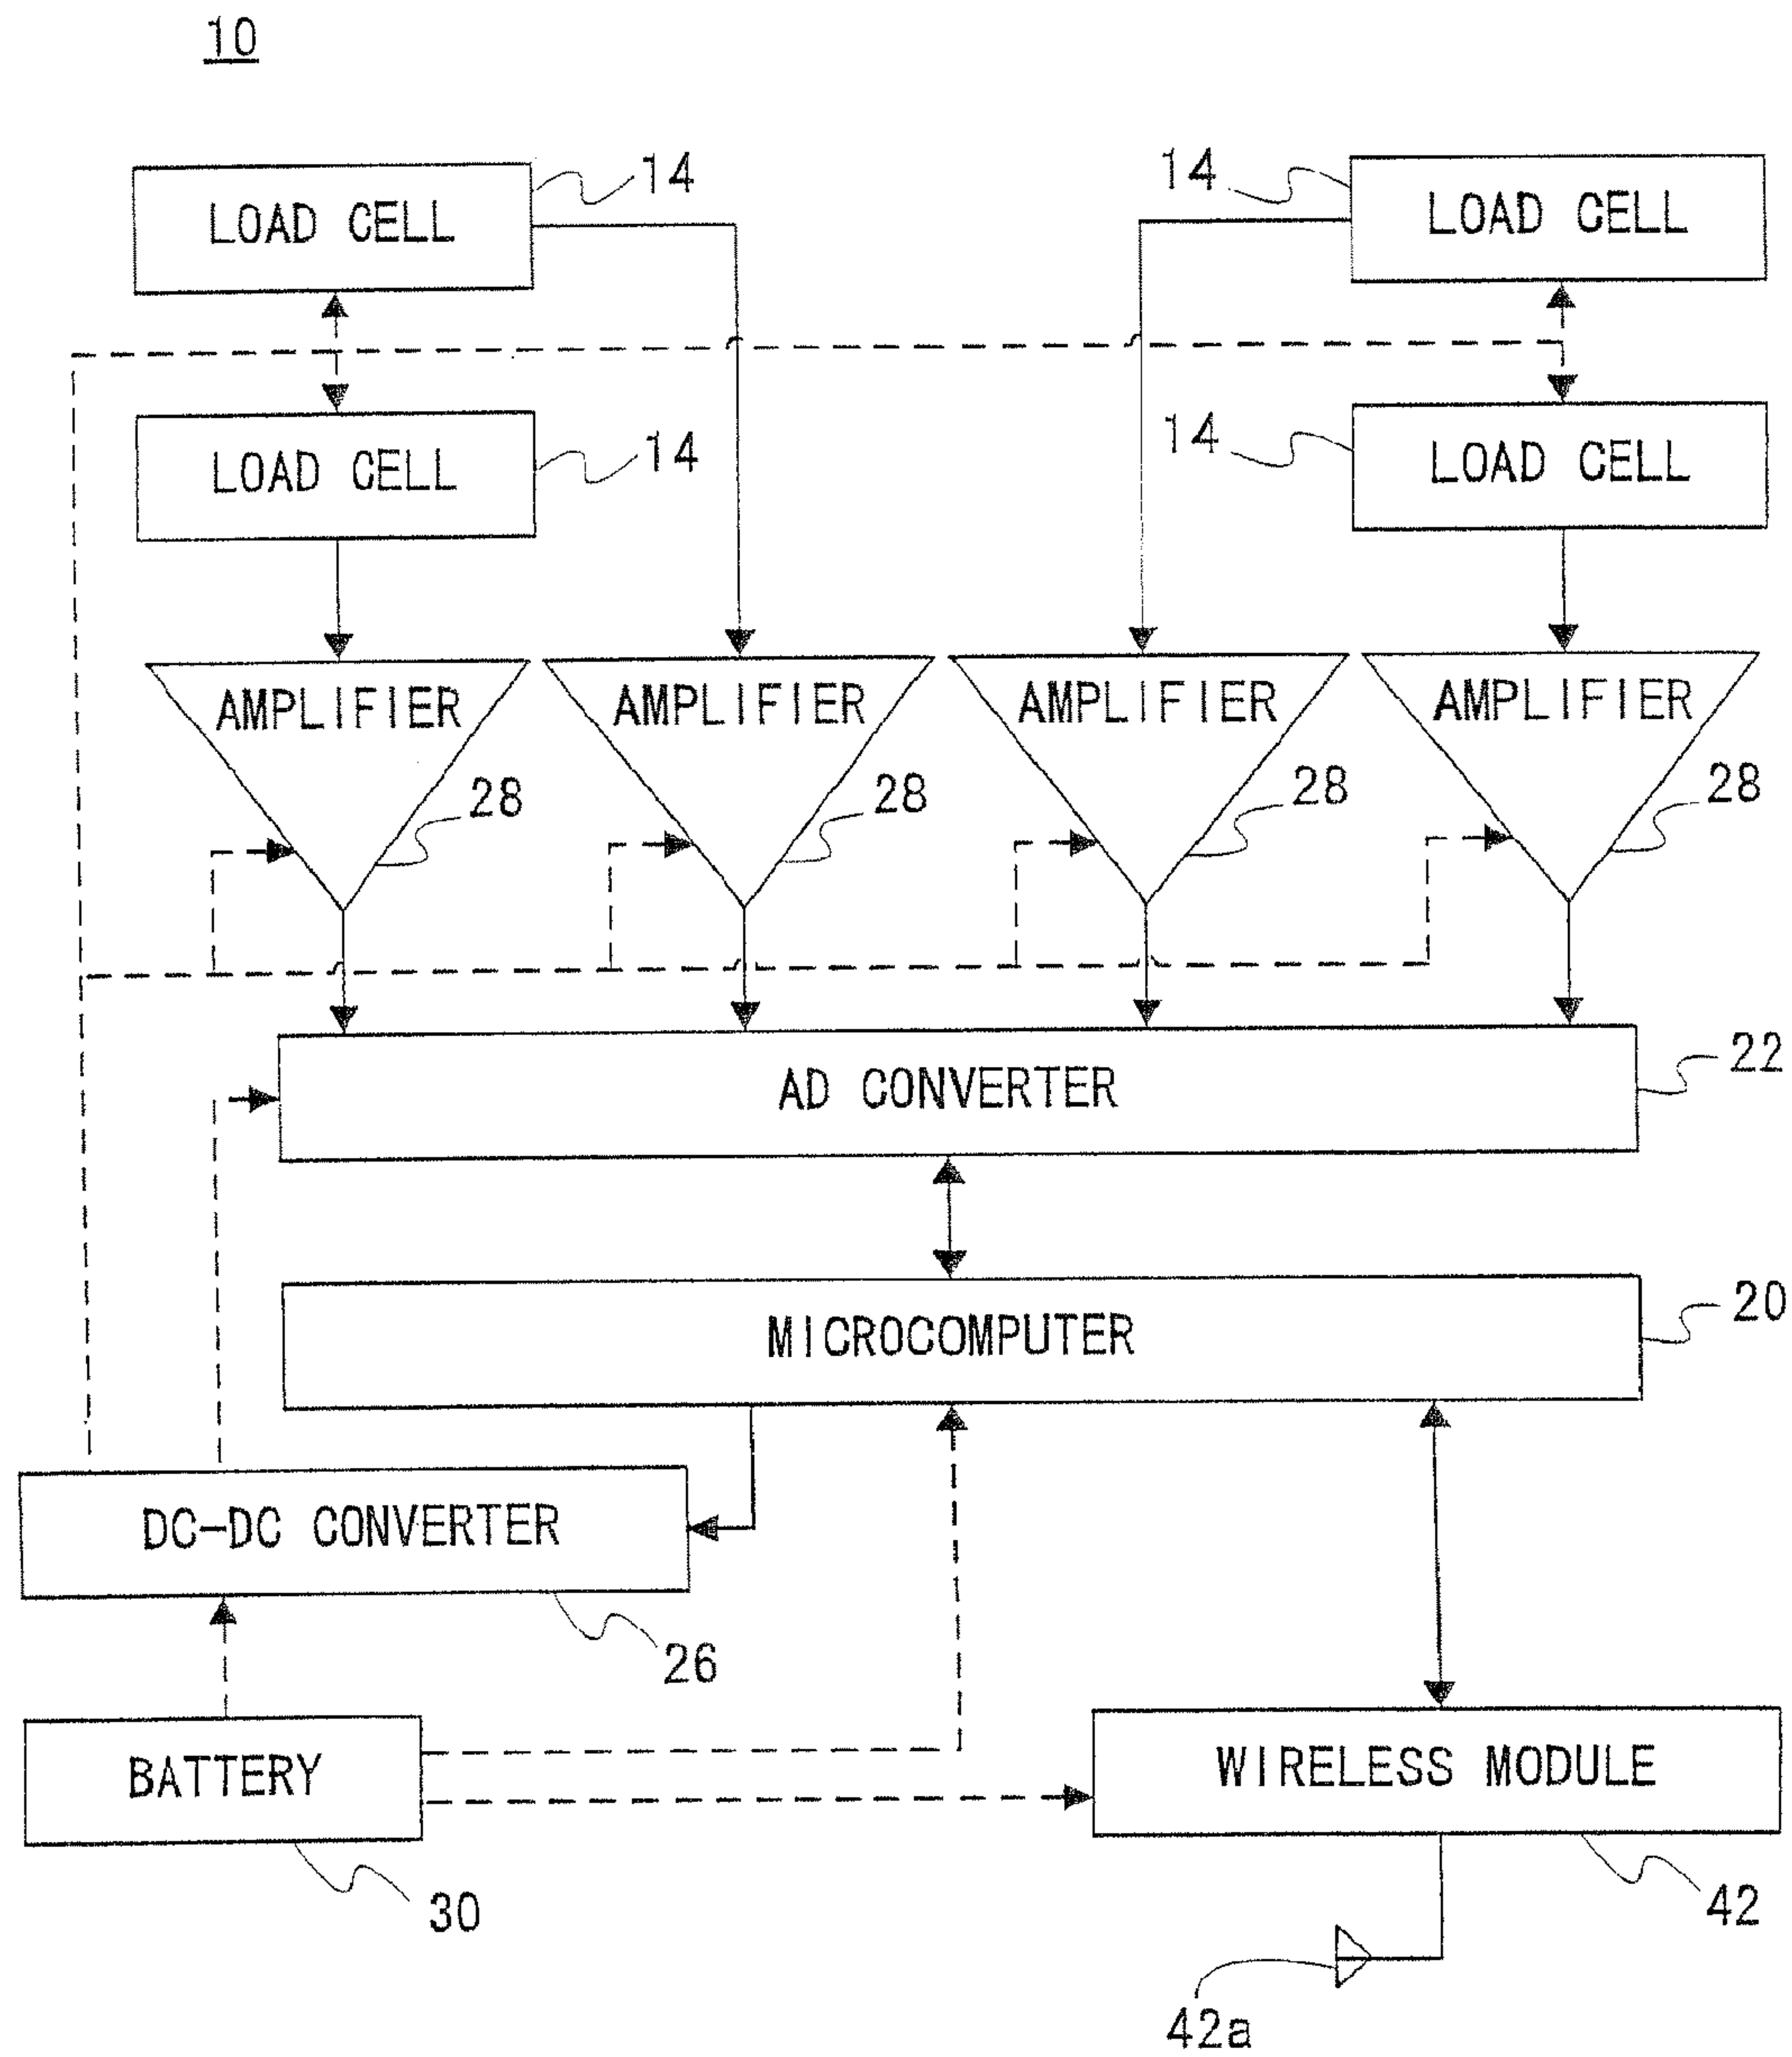 10
LOAD CELL
14
14
LOAD CELL
LOAD CELL
14
14
LOAD CELL
AMPLIFIER
AMPLIFIER
AMPLIFIER
AMPLIFIER
28
28
28
28
AD CONVERTER
22
MICROCOMPUTER
20
DC-DC CONVERTER
26
BATTERY
WIRELESS MODULE
30
42
42a